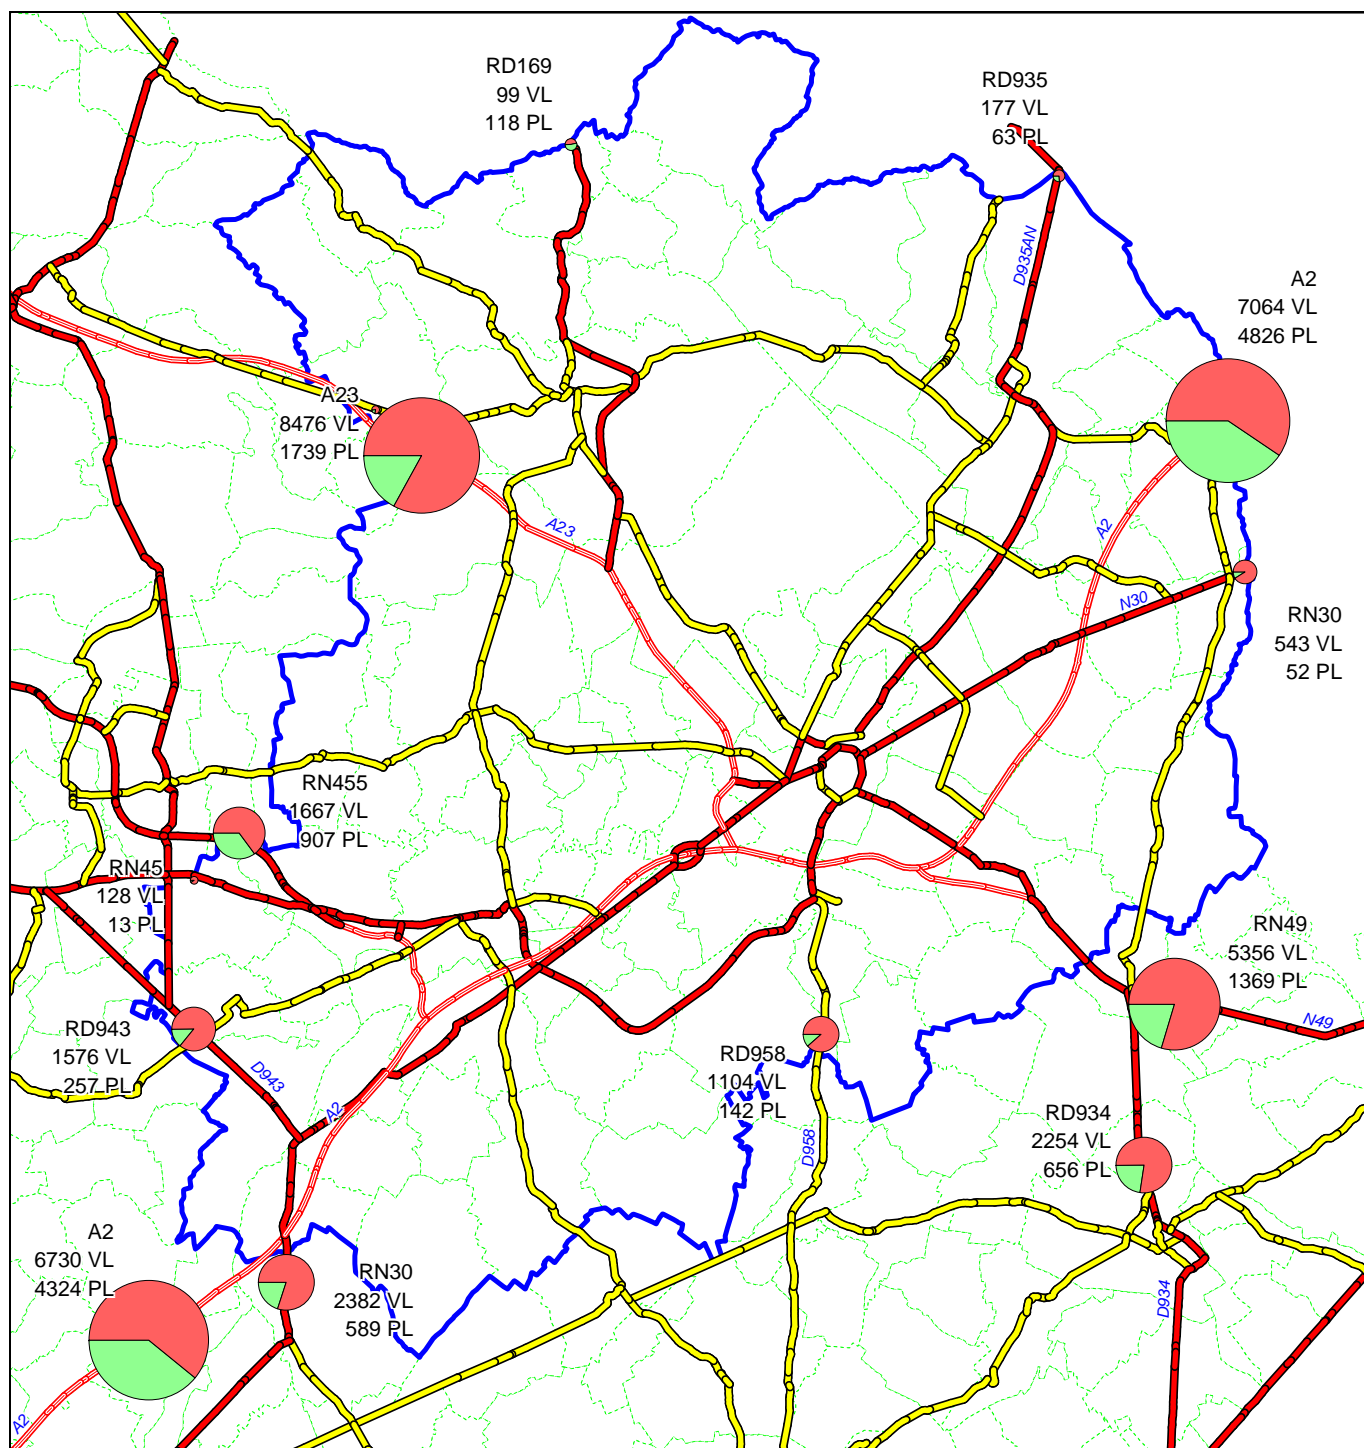 RD169
99 VL
118 PL
RD935
177 VL
63 PL
D935AN
A2
7064 VL
4826 PL
A23
8476 VL
1739 PL
A23
A2
N30
RN30
543 VL
52 PL
RN455
1667 VL
907 PL
RN45
128 VL
13 PL
RN49
5356 VL
1369 PL
N49
RD943
1576 VL
257 PL
D943
A2
RD958
1104 VL
142 PL
D958
RD934
2254 VL
656 PL
D934
A2
6730 VL
4324 PL
RN30
2382 VL
589 PL
A2